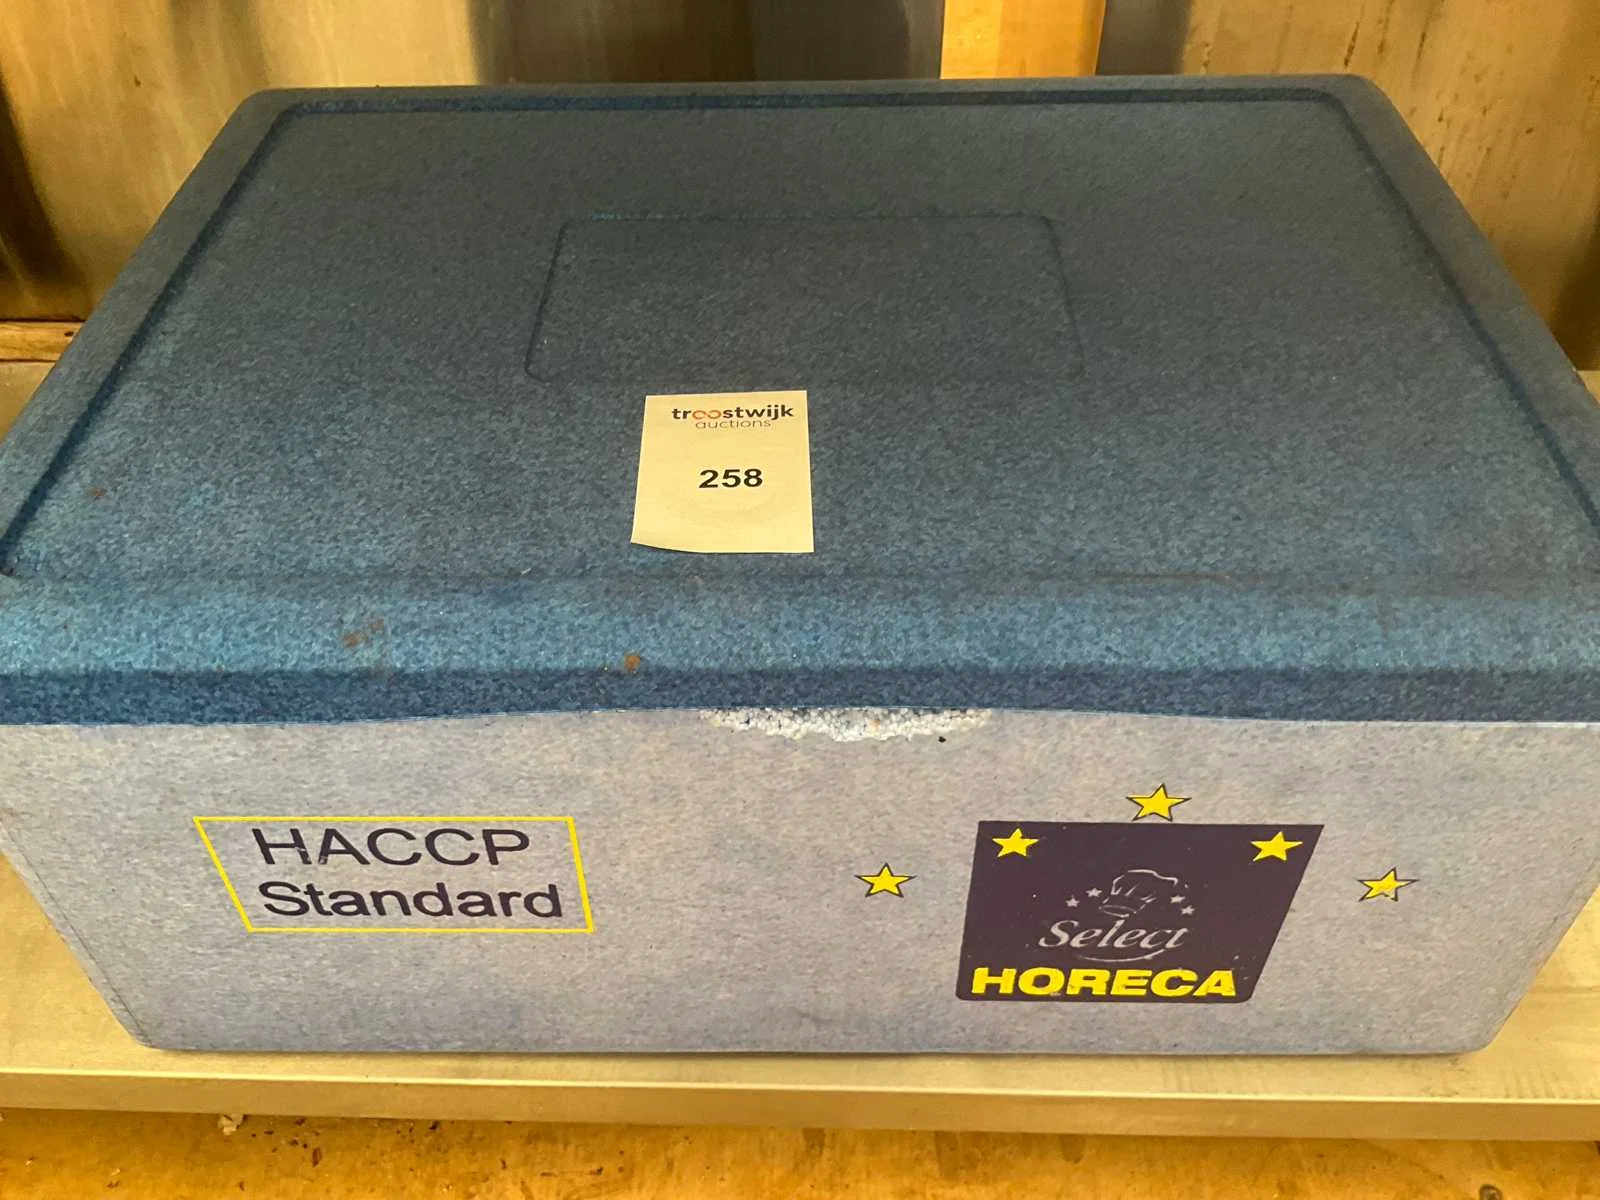 troostwijk
auctions
258
HACCP
Standard
Select
HORECA